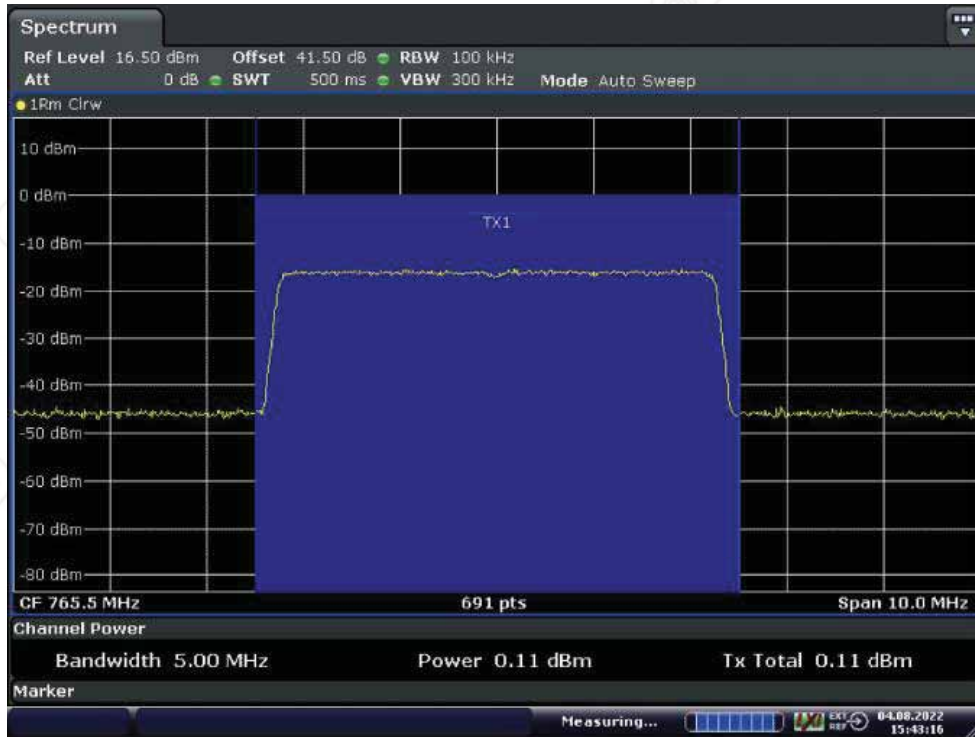 Spectrum
Ref Level 16.50 dBm Offset 41.50 dB RBW 100 kHz
Att 0 dB SWT 500 ms VBW 300 kHz Mode Auto Sweep
1Rm Clrw
10 dBm
0 dBm
TX1
-10 dBm
-20 dBm
-30 dBm
-40 dBm
-50 dBm
-60 dBm
-70 dBm
-80 dBm
CF 765.5 MHz 691 pts Span 10.0 MHz
Channel Power
Bandwidth 5.00 MHz Power 0.11 dBm Tx Total 0.11 dBm
Marker
Measuring... EXT REF 04.08.2022
15:43:16